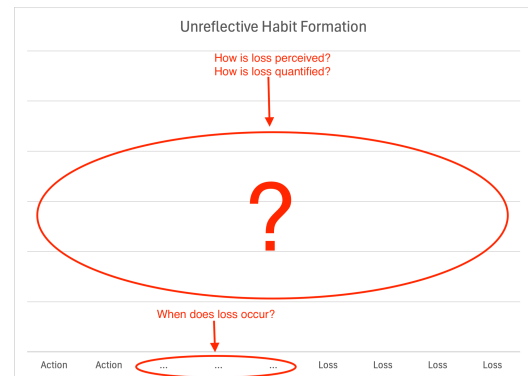 Unreflective Habit Formation
How is loss perceived?
How is loss quantified?
?
When does loss occur?
Action Action ... ... ... Loss Loss Loss Loss